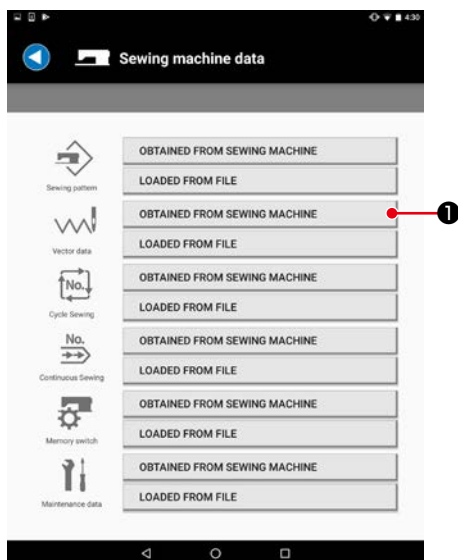 4:30
Sewing machine data
OBTAINED FROM SEWING MACHINE
Sewing pattern
LOADED FROM FILE
OBTAINED FROM SEWING MACHINE
1
Vector data
LOADED FROM FILE
OBTAINED FROM SEWING MACHINE
No.
Cycle Sewing
LOADED FROM FILE
No.
OBTAINED FROM SEWING MACHINE
Continuous Sewing
LOADED FROM FILE
OBTAINED FROM SEWING MACHINE
Memory switch
LOADED FROM FILE
OBTAINED FROM SEWING MACHINE
Maintenance data
LOADED FROM FILE